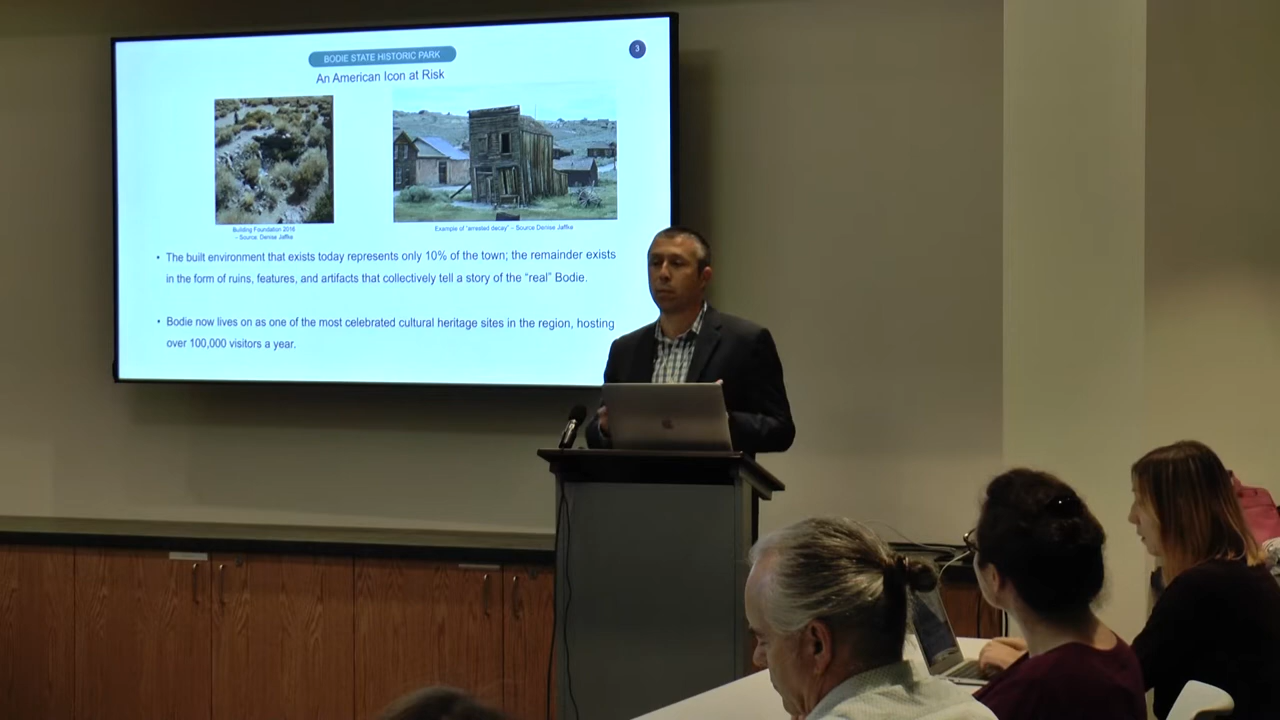 BODIE STATE HISTORIC PARK
3
An American Icon at Risk
Building Foundation 2016
– Source: Denise Jaffke
Example of "arrested decay" – Source Denise Jaffke
• The built environment that exists today represents only 10% of the town; the remainder exists
in the form of ruins, features, and artifacts that collectively tell a story of the "real" Bodie.
• Bodie now lives on as one of the most celebrated cultural heritage sites in the region, hosting
over 100,000 visitors a year.